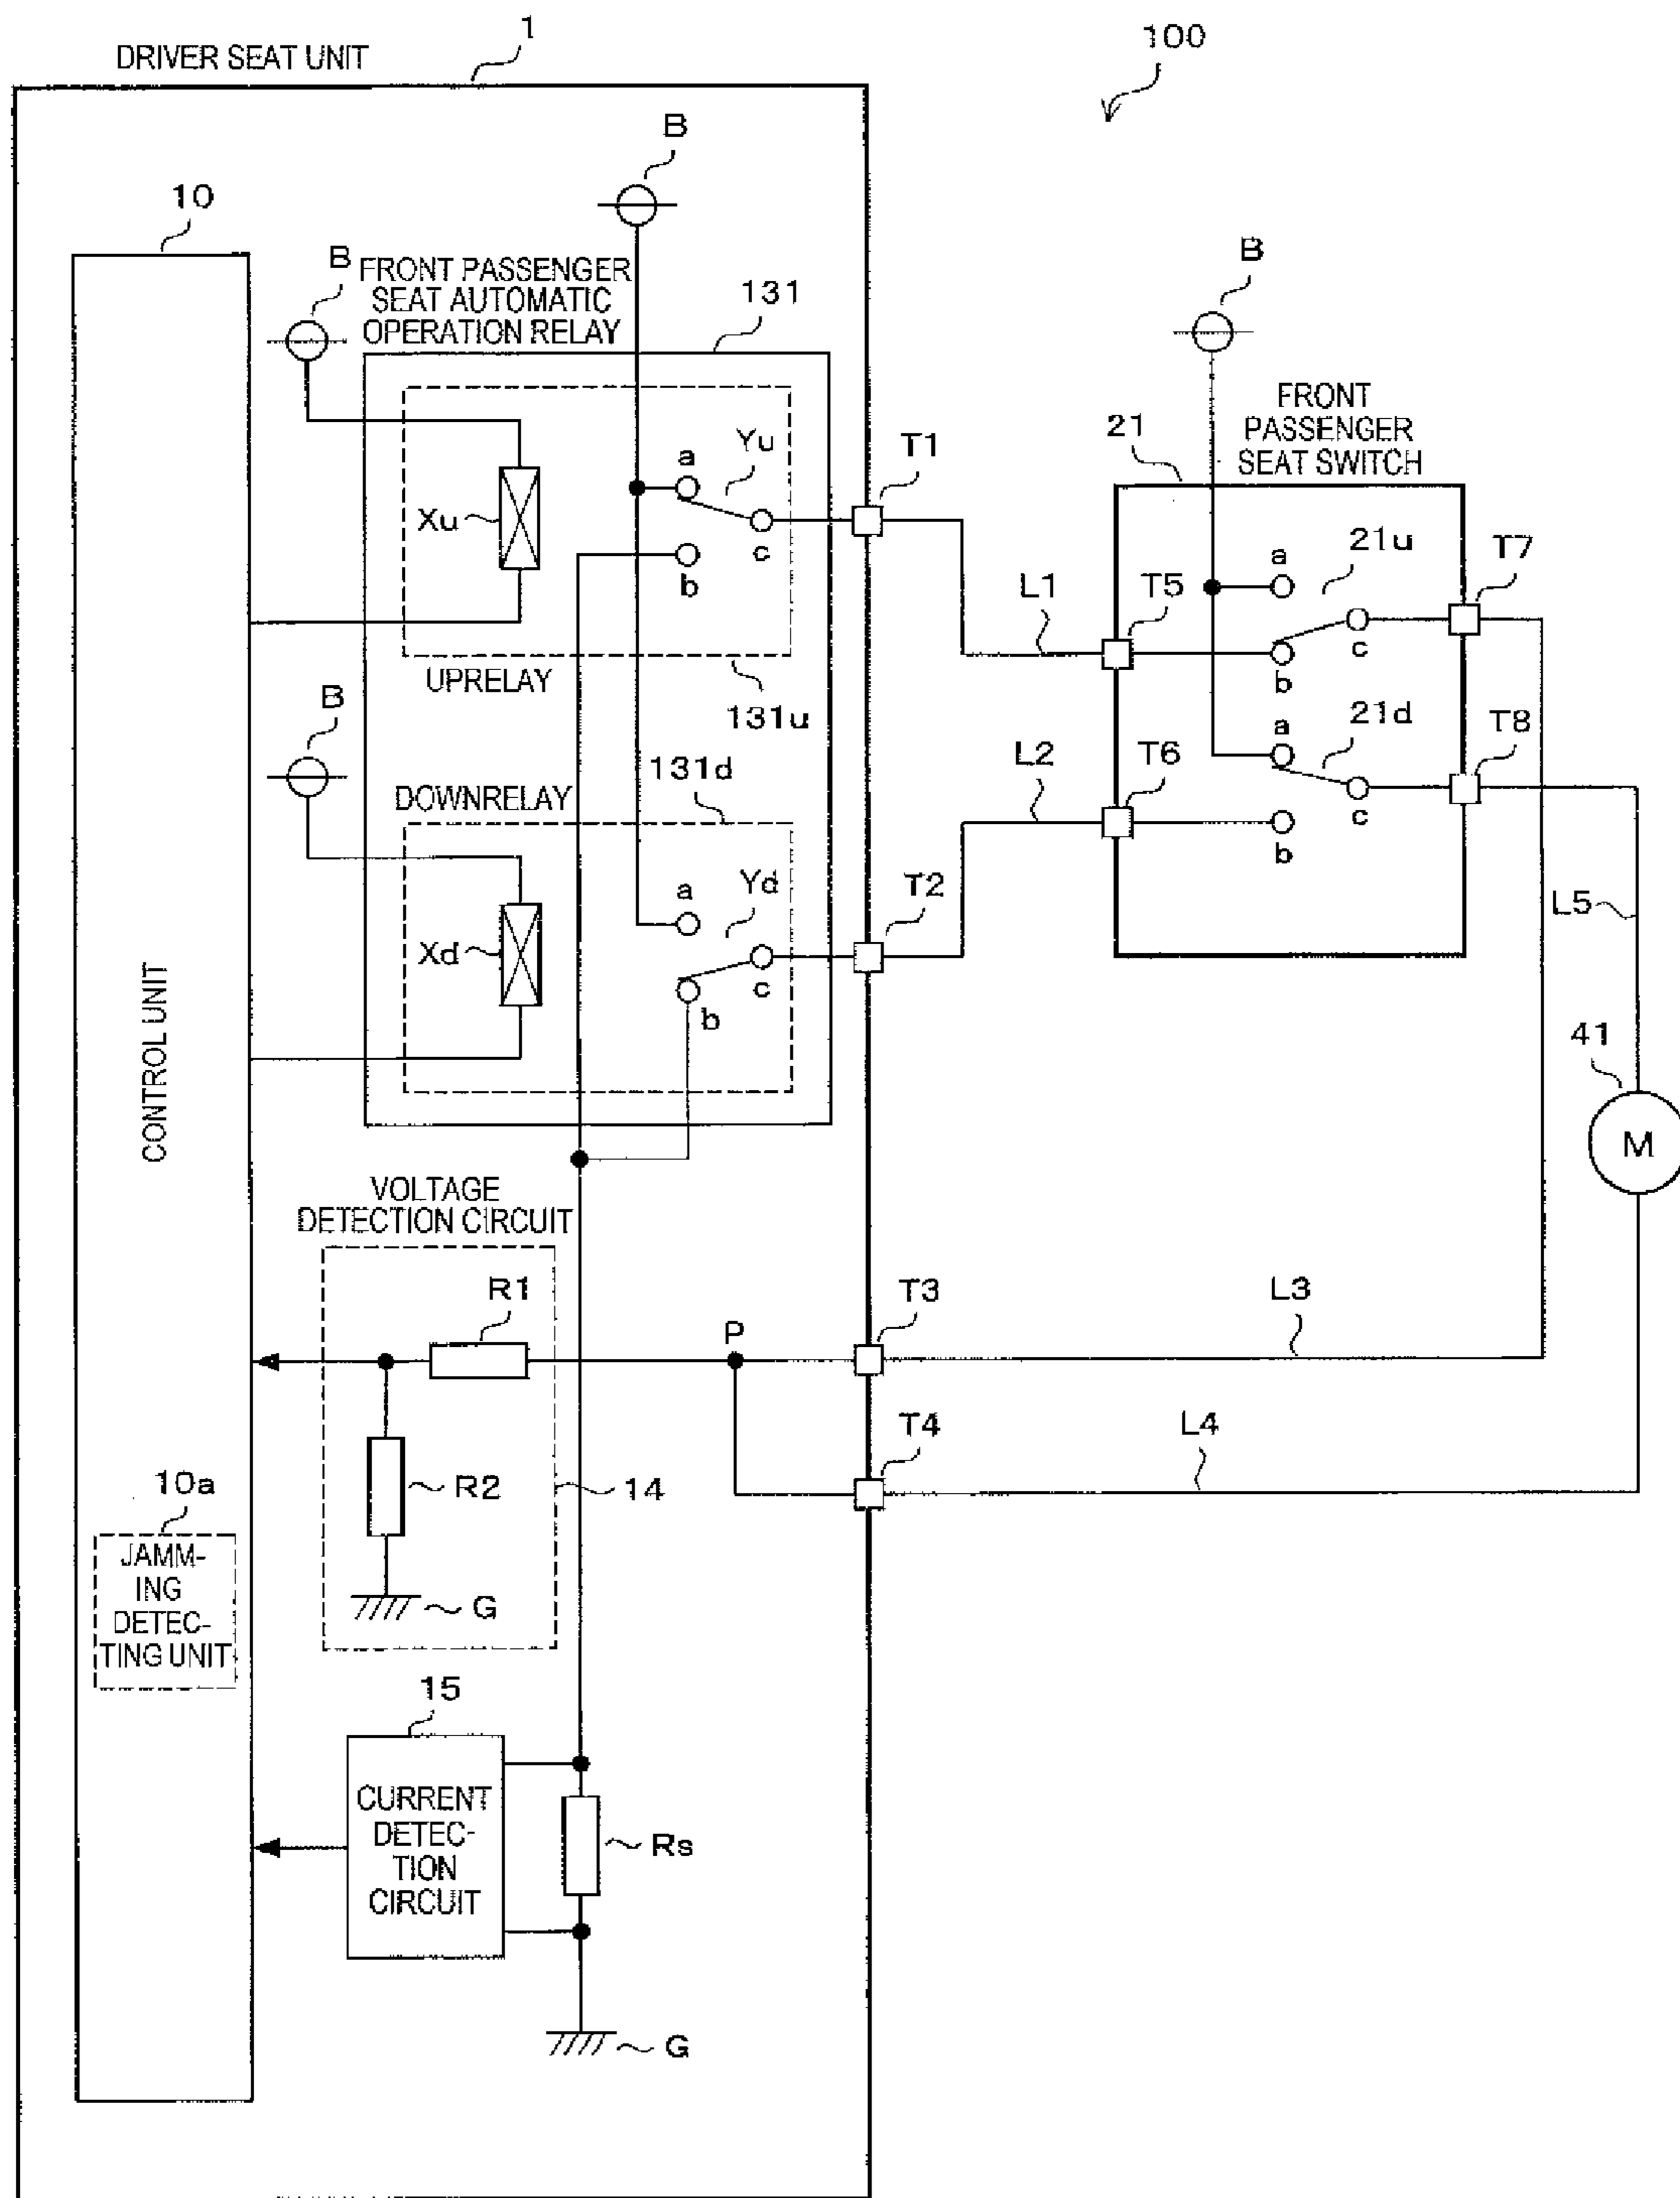 100
1
DRIVER SEAT UNIT
B
10
B
FRONT PASSENGER
SEAT AUTOMATIC
OPERATION RELAY
131
B
FRONT
PASSENGER
SEAT SWITCH
21
a
Yu
T1
Xu
c
b
a
21u
T7
L1
T5
c
b
UPRELAY
131u
B
131d
DOWNRELAY
a
21d
T8
L2
T6
c
b
a
Yd
T2
Xd
c
b
L5
41
M
CONTROL UNIT
VOLTAGE
DETECTION CIRCUIT
R1
P
T3
L3
T4
L4
R2
14
G
10a
JAMM-
ING
DETEC-
TING UNIT
15
CURRENT
DETEC-
TION
CIRCUIT
Rs
G